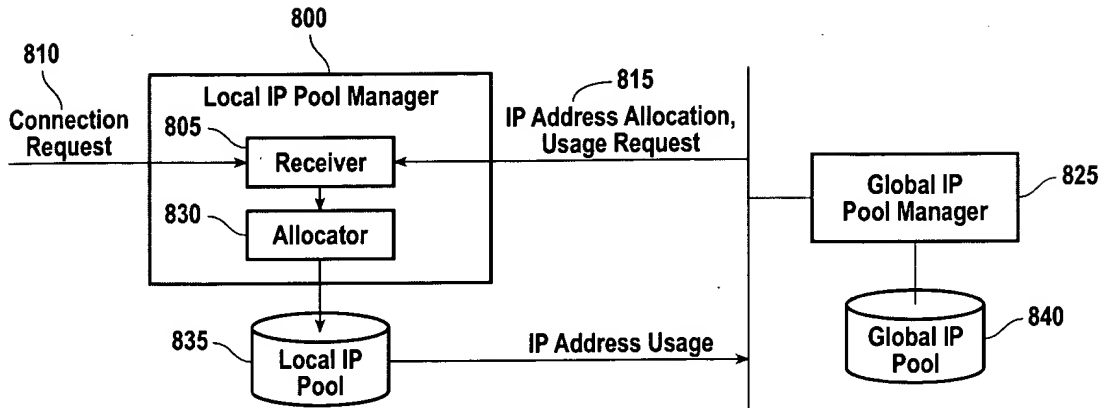 800
810
Local IP Pool Manager
815
Connection
Request
IP Address Allocation,
Usage Request
805
Receiver
825
Global IP
Pool Manager
830
Allocator
835
Local IP
Pool
IP Address Usage
840
Global IP
Pool